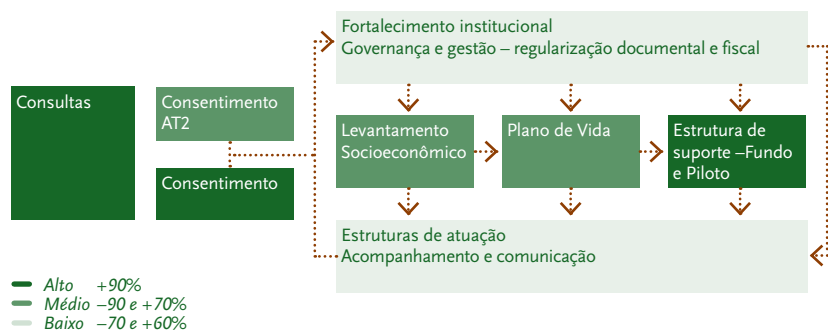 Fortalecimento institucional
Governança e gestão – regularização documental e fiscal
Consultas
Consentimento
AT2
Consentimento
Levantamento
Socioeconômico
Plano de Vida
Estrutura de
suporte –Fundo
e Piloto
Estruturas de atuação
Acompanhamento e comunicação
Alto +90%
Médio –90 e +70%
Baixo –70 e +60%